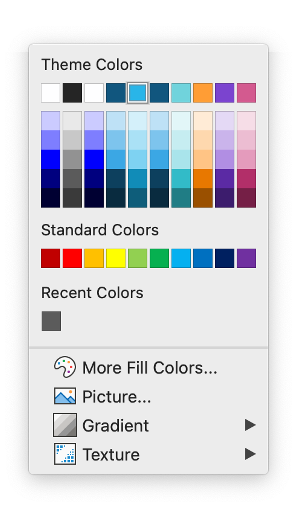 Theme Colors
Standard Colors
Recent Colors
More Fill Colors...
Picture...
Gradient
Texture